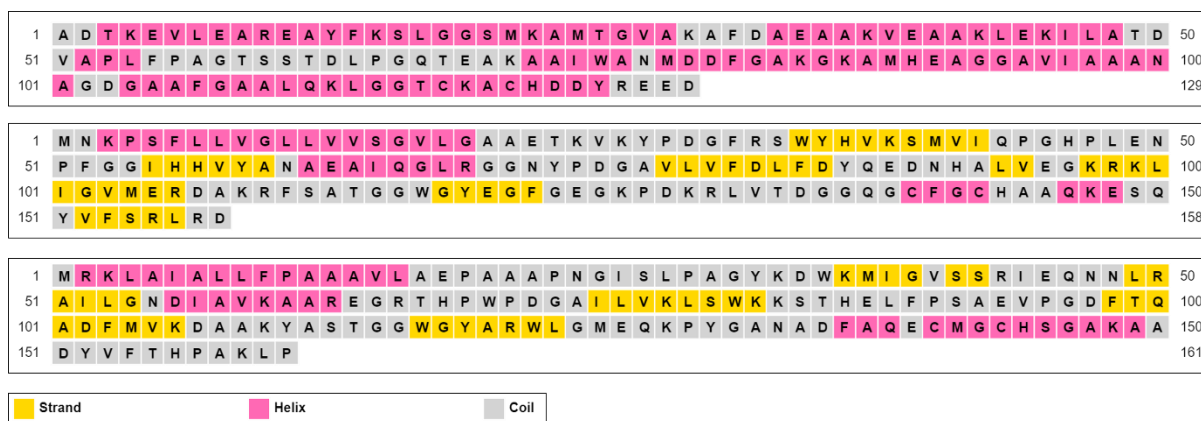 1 A D T K E V L E A R E A Y F K S L G G S M K A M T G V A K A F D A E A A K V E A A K L E K I L A T D 50
51 V A P L F P A G T S S T D L P G Q T E A K A A I W A N M D D F G A K G K A M H E A G G A V I A A A N 100
101 A G D G A A F G A A L Q K L G G T C K A C H D D Y R E E D 129
1 M N K P S F L L V G L L V V S G V L G A A E T K V K Y P D G F R S W Y H V K S M V I Q P G H P L E N 50
51 P F G G I H H V Y A N A E A I Q G L R G G N Y P D G A V L V F D L F D Y Q E D N H A L V E G K R K L 100
101 I G V M E R D A K R F S A T G G W G Y E G F G E G K P D K R L V T D G G Q G C F G C H A A Q K E S Q 150
151 Y V F S R L R D 158
1 M R K L A I A L L F P A A A V L A E P A A A P N G I S L P A G Y K D W K M I G V S S R I E Q N N L R 50
51 A I L G N D I A V K A A R E G R T H P W P D G A I L V K L S W K K S T H E L F P S A E V P G D F T Q 100
101 A D F M V K D A A K Y A S T G G W G Y A R W L G M E Q K P Y G A N A D F A Q E C M G C H S G A K A A 150
151 D Y V F T H P A K L P 161
Strand Helix Coil